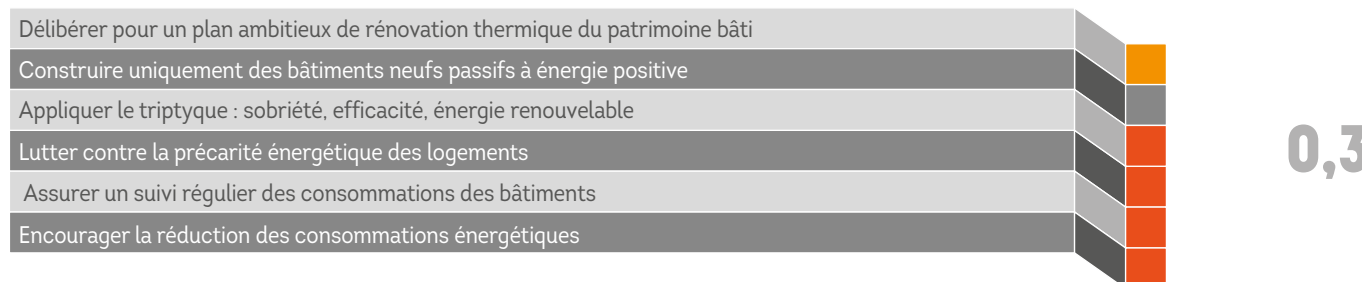 Délibérer pour un plan ambitieux de rénovation thermique du patrimoine bâti
Construire uniquement des bâtiments neufs passifs à énergie positive
Appliquer le triptyque : sobriété, efficacité, énergie renouvelable
Lutter contre la précarité énergétique des logements
Assurer un suivi régulier des consommations des bâtiments
Encourager la réduction des consommations énergétiques
0,3